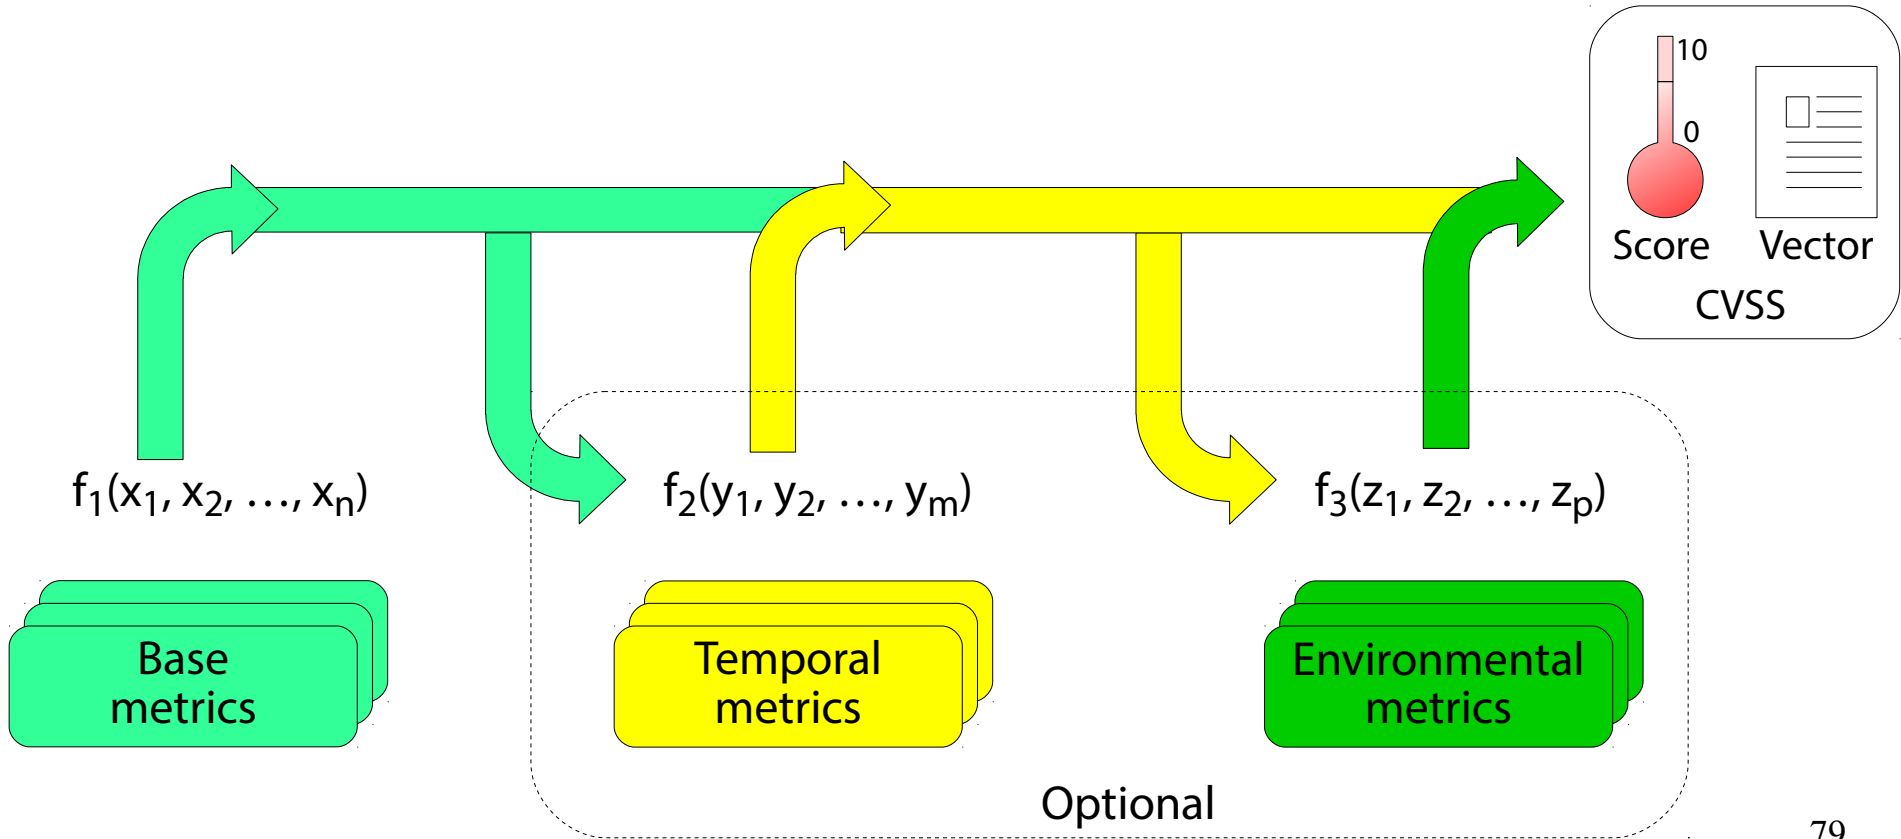 10
0
Score Vector
CVSS
f₁(x₁, x₂, …, xₙ) f₂(y₁, y₂, …, yₘ) f₃(z₁, z₂, …, zₚ)
Base
metrics
Temporal
metrics
Environmental
metrics
Optional
79